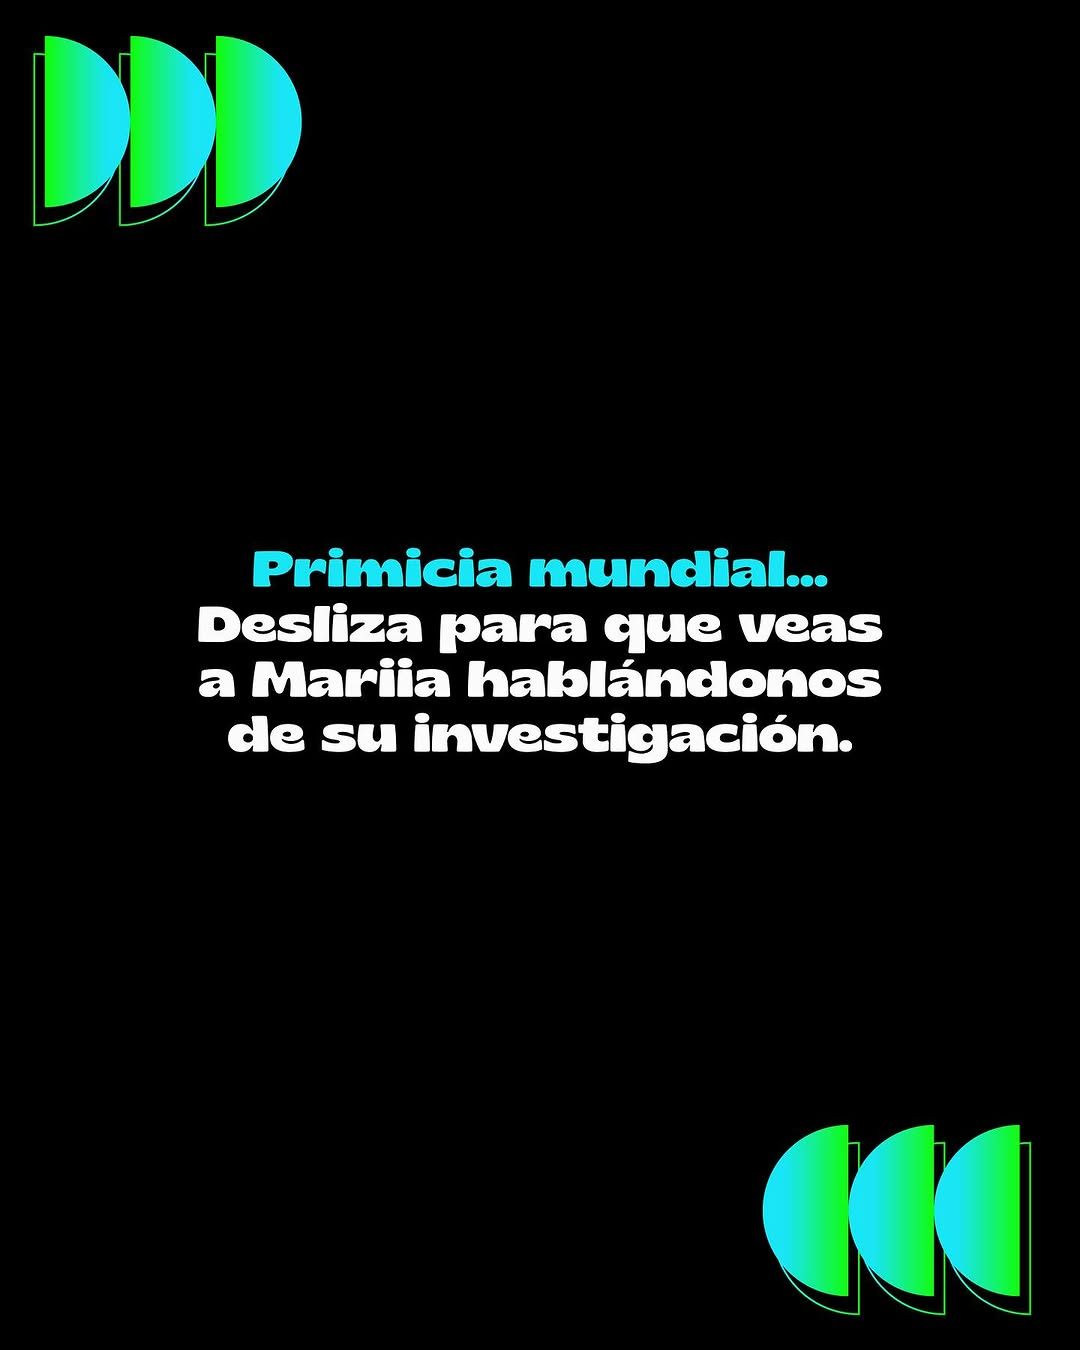 Primicia mundial...
Desliza para que veas
a Mariia hablándonos
de su investigación.